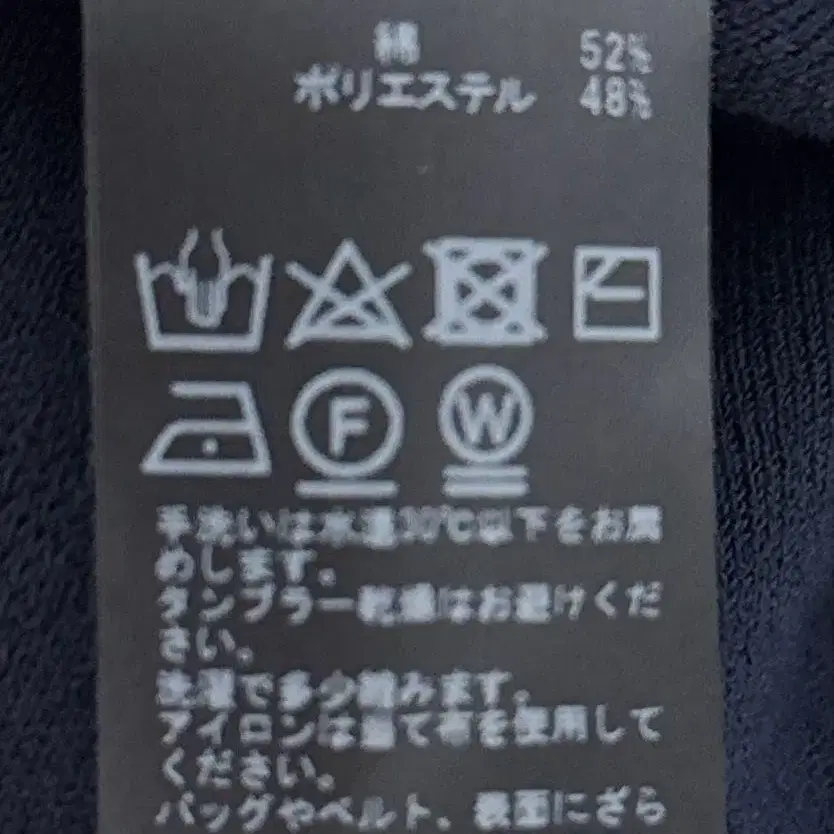 綿 52%
ポリエステル 48%
F W
手洗いは水温30℃以下をお薦
めします。
タンブラー乾燥はお避けくだ
さい。
洗濯で多少縮みます。
アイロンは当て布を使用して
ください。
バッグやベルト、表面にざら